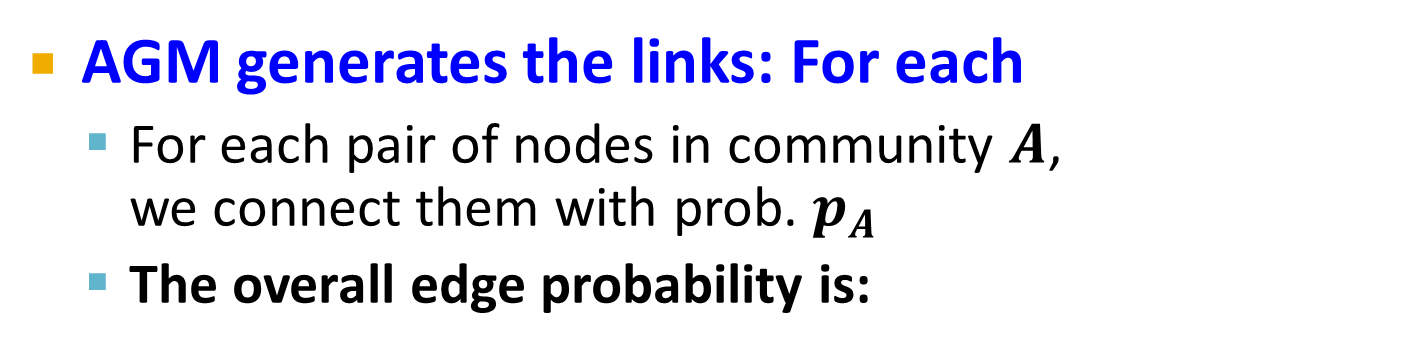 AGM generates the links: For each
For each pair of nodes in community A,
we connect them with prob. p_A
The overall edge probability is: